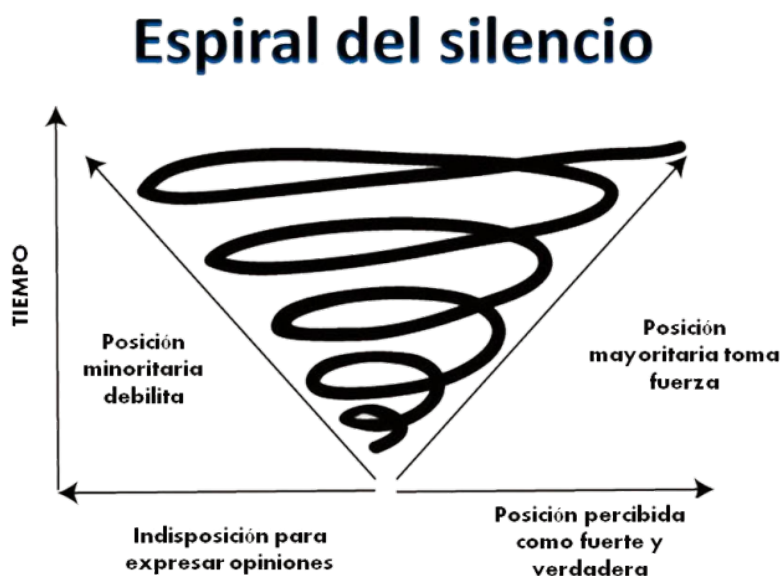 Espiral del silencio
TIEMPO
Posición
minoritaria
debilita
Posición
mayoritaria toma
fuerza
Indisposición para
expresar opiniones
Posición percibida
como fuerte y
verdadera